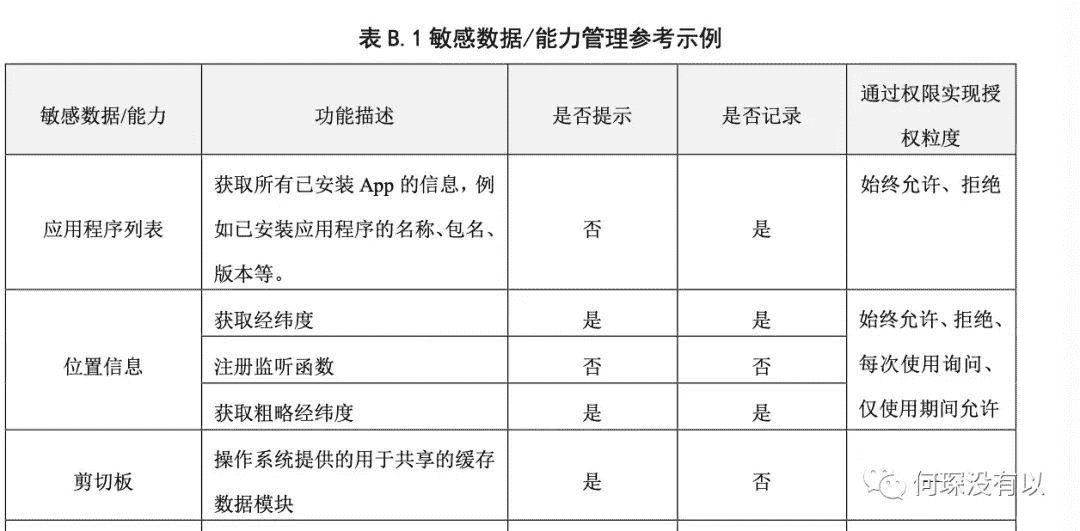 表 B. 1 敏感数据/能力管理参考示例
敏感数据/能力
功能描述
是否提示
是否记录
通过权限实现授
权粒度
应用程序列表
获取所有已安装 App 的信息，例
如已安装应用程序的名称、包名、
版本等。
否
是
始终允许、拒绝
位置信息
获取经纬度
是
是
注册监听函数
否
否
获取粗略经纬度
是
是
始终允许、拒绝、
每次使用询问、
仅使用期间允许
剪切板
操作系统提供的用于共享的缓存
数据模块
是
否
何琛没有以